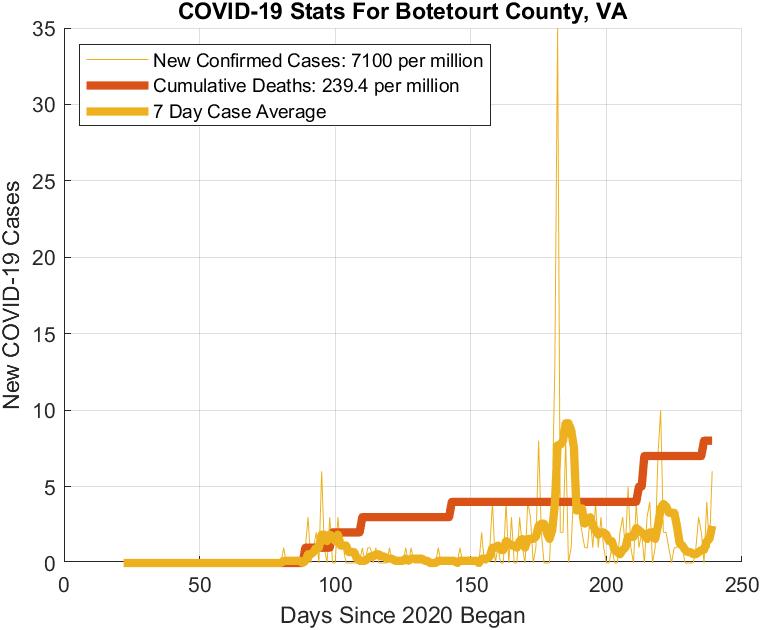 COVID-19 Stats For Botetourt County, VA
New Confirmed Cases: 7100 per million
Cumulative Deaths: 239.4 per million
7 Day Case Average
New COVID-19 Cases
35
30
25
20
15
10
5
0
0 50 100 150 200 250
Days Since 2020 Began